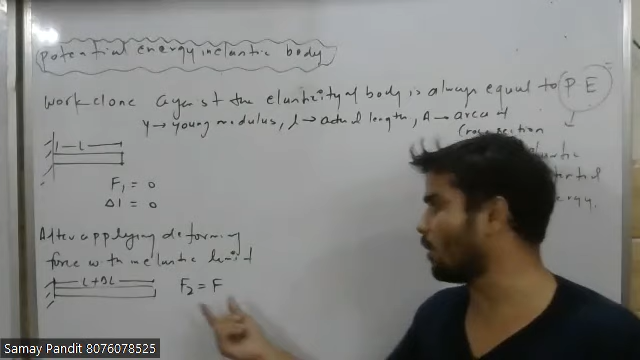 Potential energy in elastic body
Work done against the elasticity of body is always equal to P E
Y → young modulus, l → actual length, A → area of
Cross section
L
F₁ = 0
Δl = 0
After applying deforming
force within elastic limit
L + ΔL
F₂ = F
Samay Pandit 8076078525